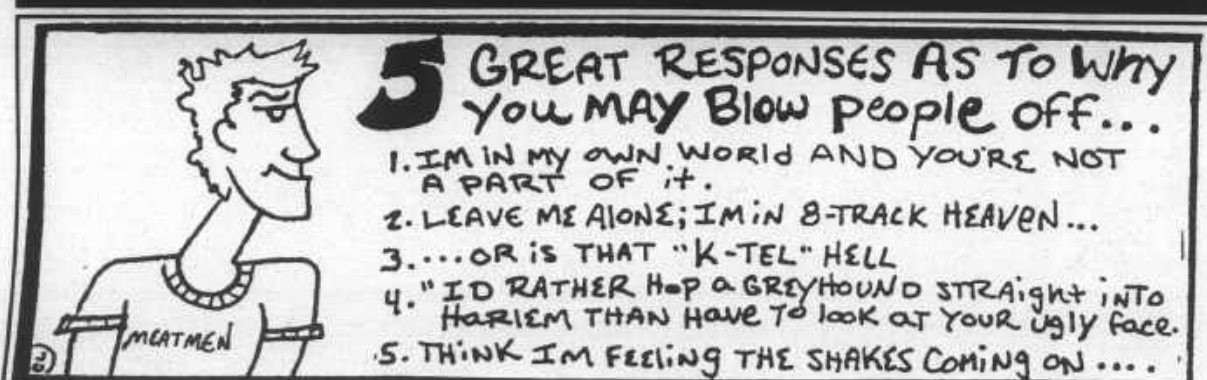 5 GREAT RESPONSES AS TO WHY
YOU MAY Blow people off...
1. IM IN MY OWN WORld AND YOU'RE NOT
A PART OF it.
2. LEAVE ME AlONE; IM iN 8-TRACK HEAVEN...
3. ...OR iS THAT "K-TEL" HELL
4. "ID RATHER Hop a GREYHOUND STRAight iNTO
HARlEM THAN HAVE To look AT YOUR Ugly face.
5. THiNK IM FEELiNg THE SHAKES COMiNg ON ....
MEATMEN